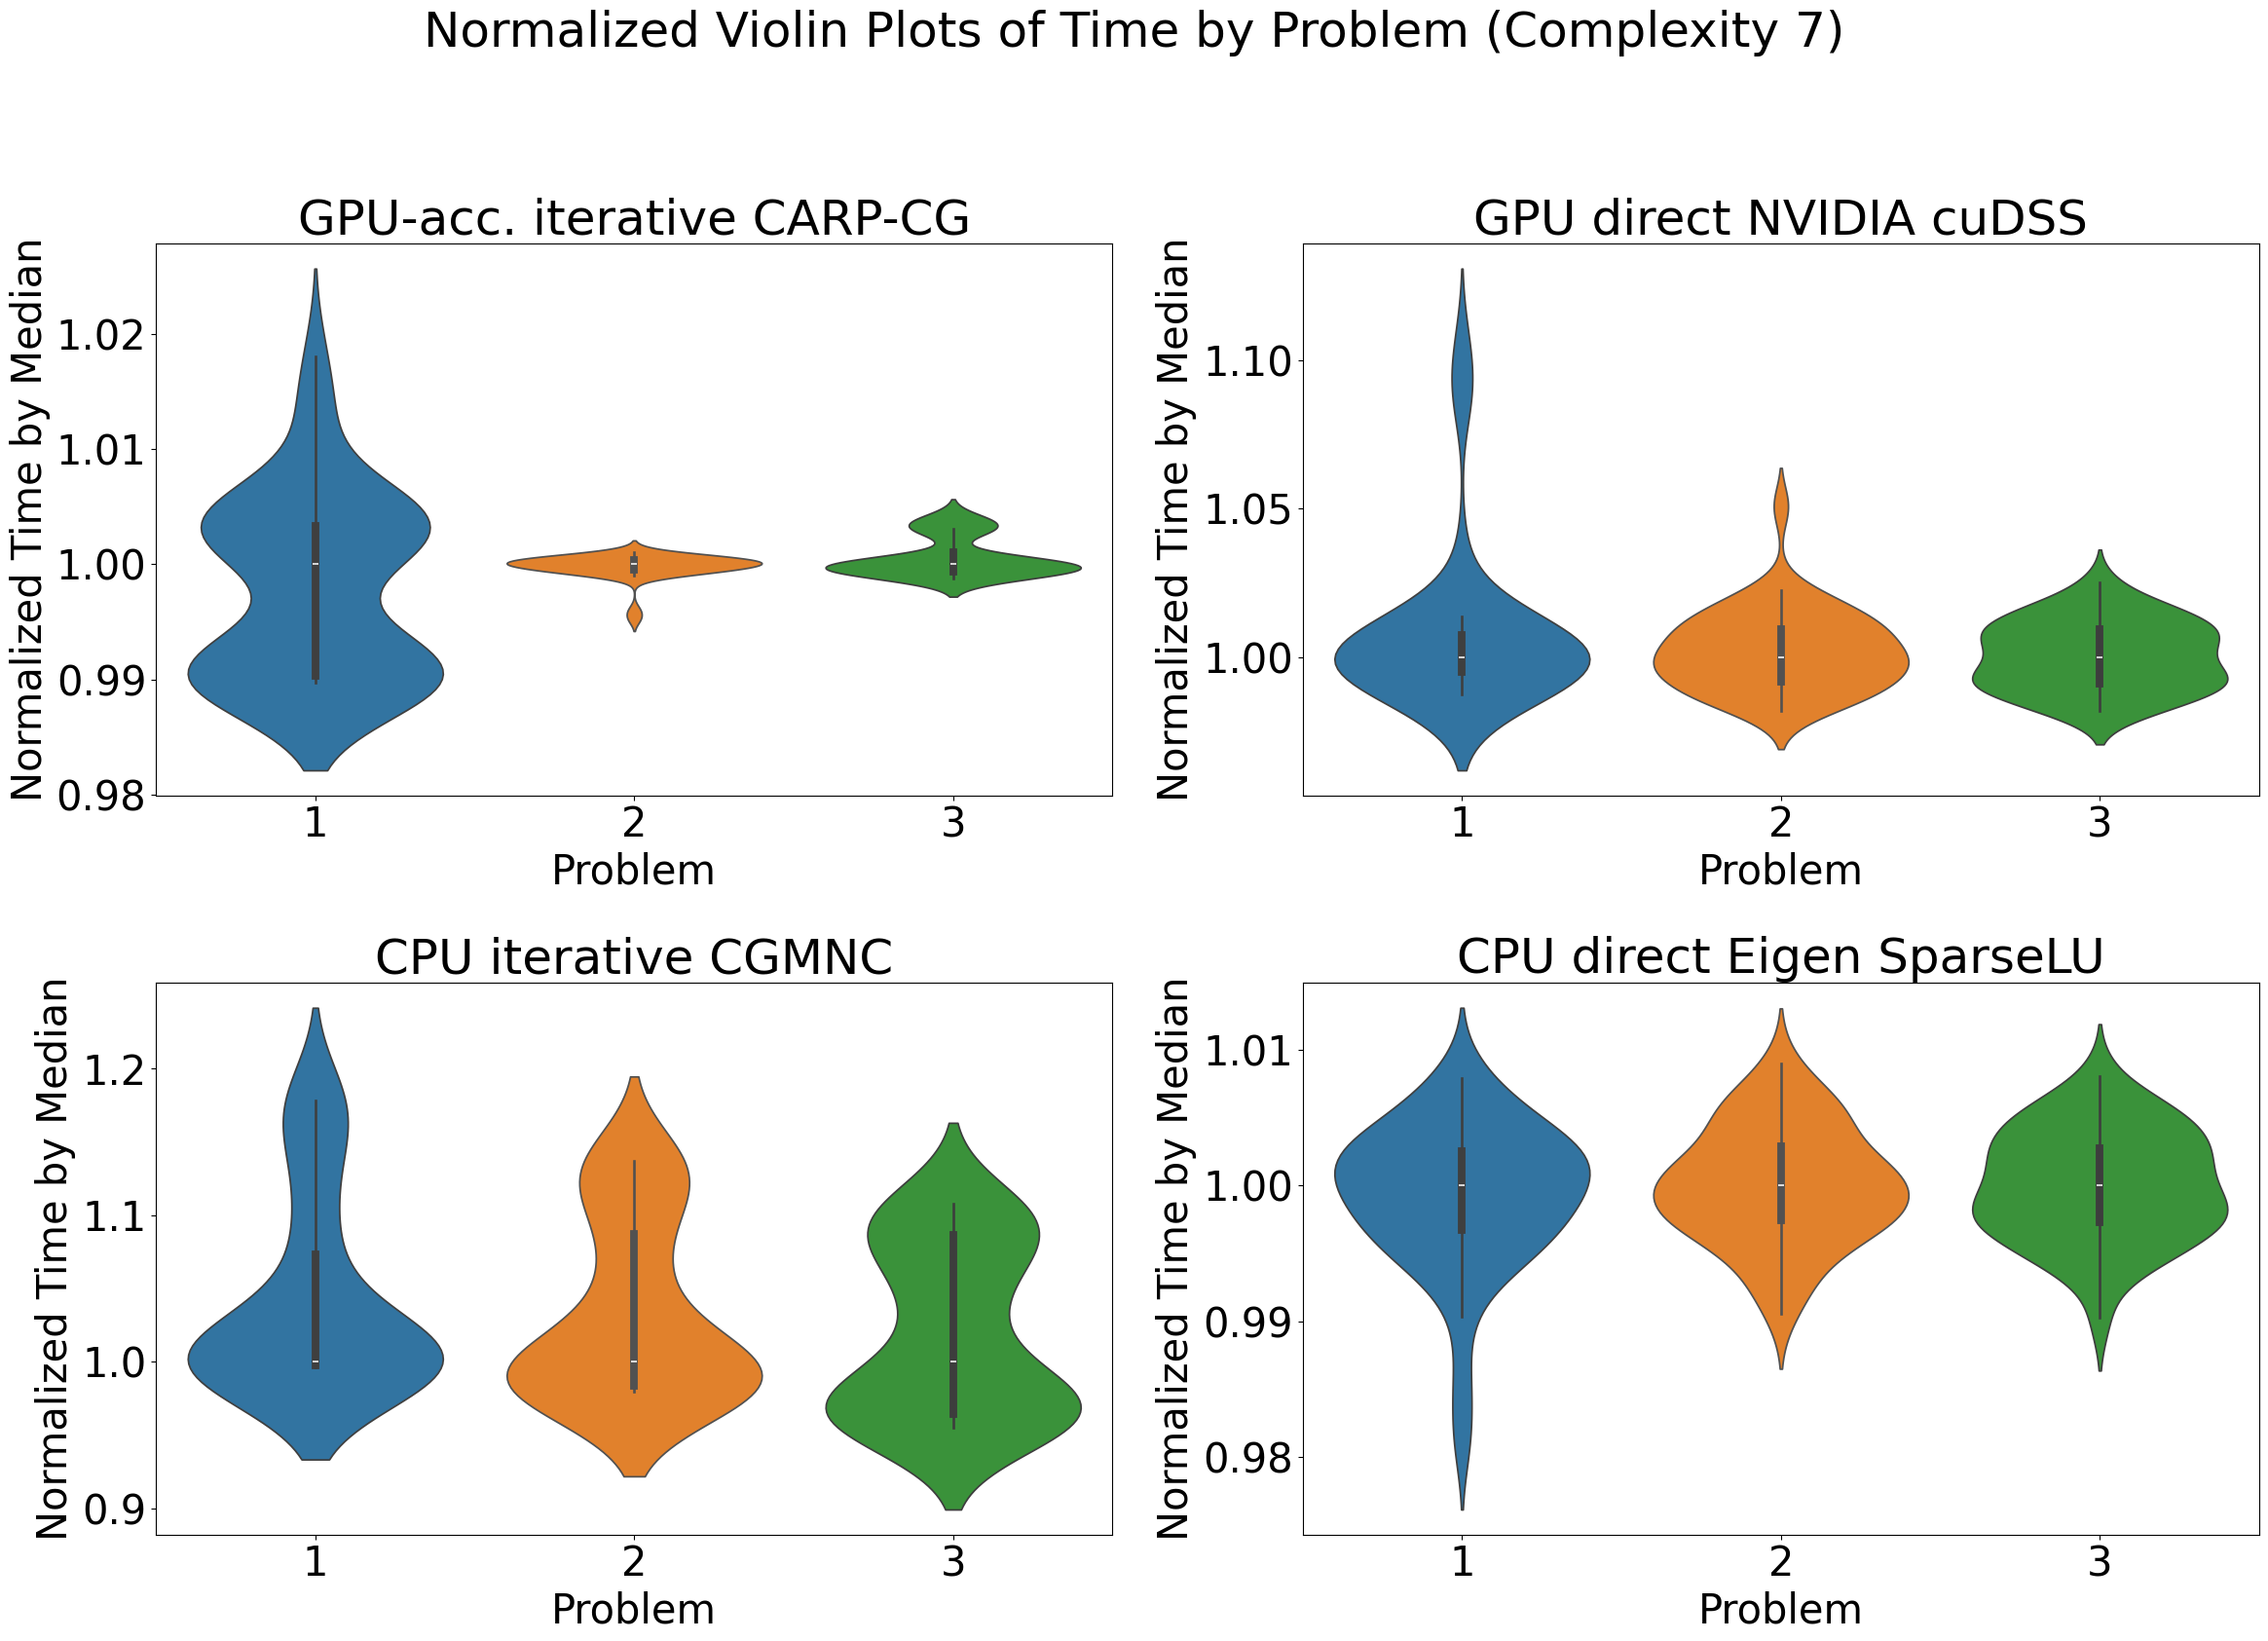 Normalized Violin Plots of Time by Problem (Complexity 7)
GPU-acc. iterative CARP-CG
Normalized Time by Median
1.02
1.01
1.00
0.99
0.98
1 2 3
Problem
GPU direct NVIDIA cuDSS
Normalized Time by Median
1.10
1.05
1.00
1 2 3
Problem
CPU iterative CGMNC
Normalized Time by Median
1.2
1.1
1.0
0.9
1 2 3
Problem
CPU direct Eigen SparseLU
Normalized Time by Median
1.01
1.00
0.99
0.98
1 2 3
Problem